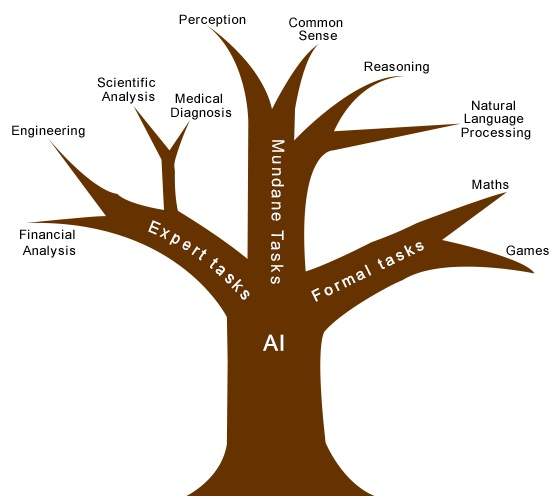 Perception
Common
Sense
Reasoning
Scientific
Analysis
Medical
Diagnosis
Natural
Language
Processing
Engineering
Maths
Financial
Analysis
Games
Expert tasks
Mundane Tasks
Formal tasks
AI